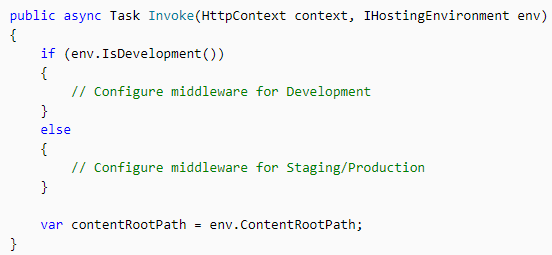 public async Task Invoke(HttpContext context, IHostingEnvironment env)
{
    if (env.IsDevelopment())
    {
        // Configure middleware for Development
    }
    else
    {
        // Configure middleware for Staging/Production
    }

    var contentRootPath = env.ContentRootPath;
}